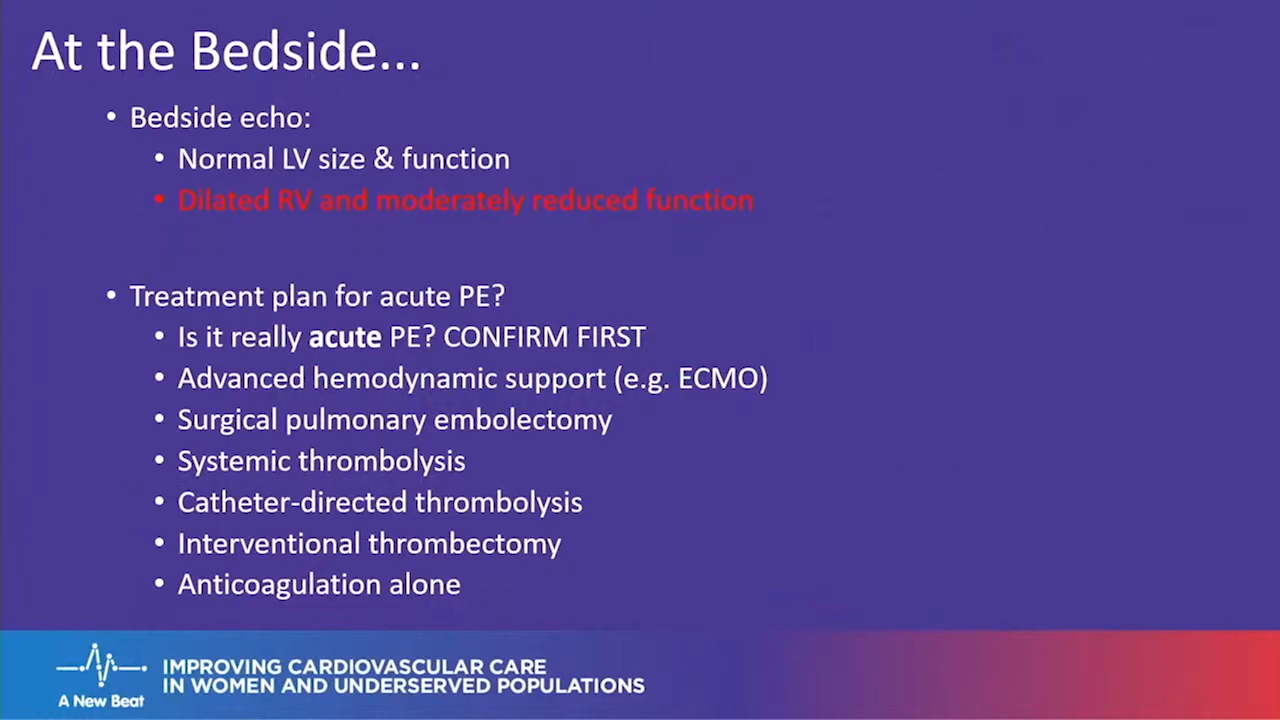 At the Bedside...
• Bedside echo:
• Normal LV size & function
• Dilated RV and moderately reduced function
• Treatment plan for acute PE?
• Is it really acute PE? CONFIRM FIRST
• Advanced hemodynamic support (e.g. ECMO)
• Surgical pulmonary embolectomy
• Systemic thrombolysis
• Catheter-directed thrombolysis
• Interventional thrombectomy
• Anticoagulation alone
A New Beat
IMPROVING CARDIOVASCULAR CARE
IN WOMEN AND UNDERSERVED POPULATIONS